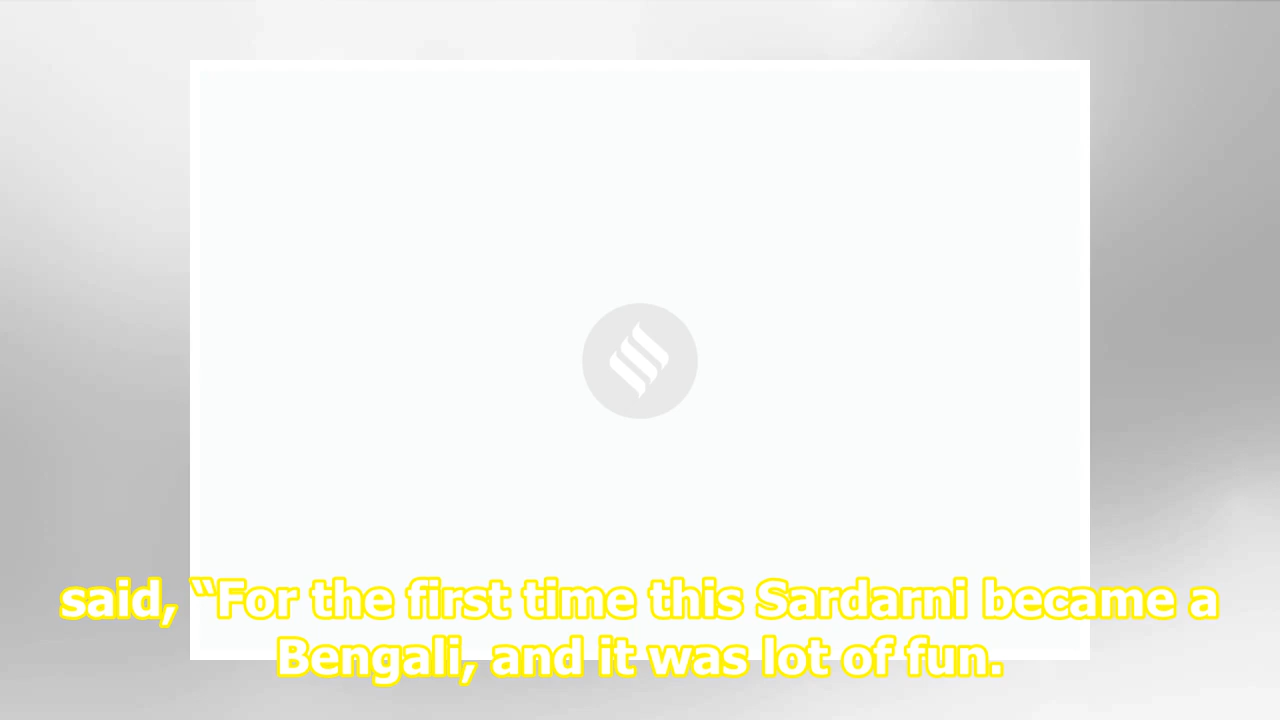 said, “For the first time this Sardarni became a
Bengali, and it was lot of fun.